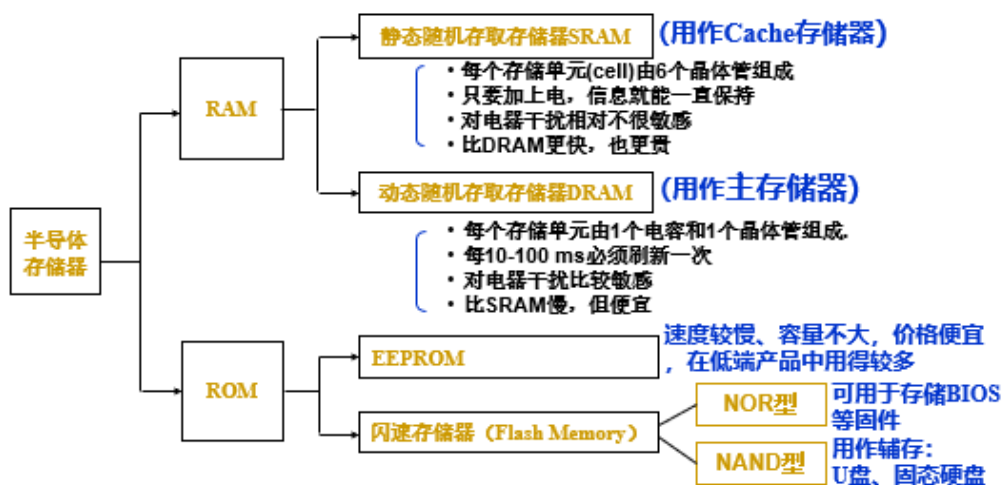 静态随机存取存储器SRAM (用作Cache存储器)
• 每个存储单元(cell)由6个晶体管组成
• 只要加上电，信息就能一直保持
• 对电器干扰相对不很敏感
• 比DRAM更快，也更贵
RAM
动态随机存取存储器DRAM (用作主存储器)
• 每个存储单元由1个电容和1个晶体管组成.
• 每10-100 ms必须刷新一次
• 对电器干扰比较敏感
• 比SRAM慢，但便宜
半导体
存储器
ROM
EEPROM
速度较慢、容量不大，价格便宜
，在低端产品中用得较多
闪速存储器（Flash Memory）
NOR型
可用于存储BIOS
等固件
NAND型
用作辅存：
U盘、固态硬盘